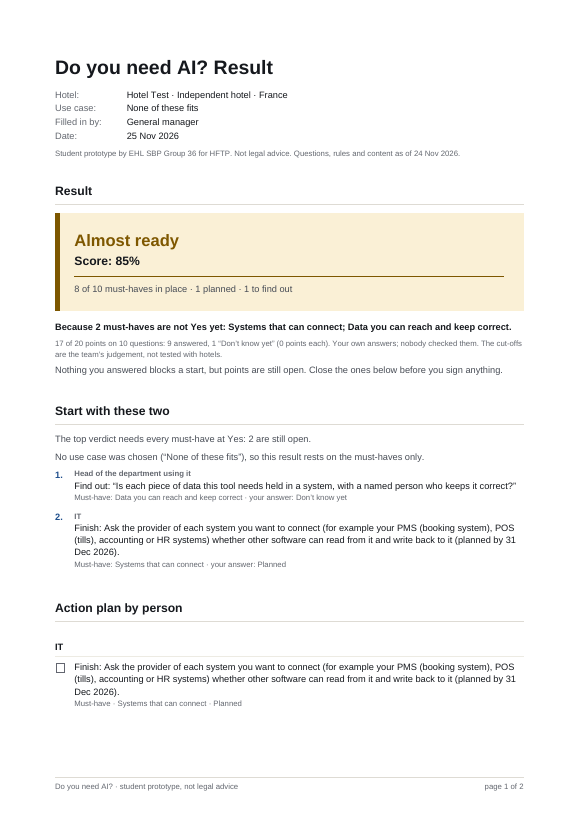 Do you need AI? Result
Hotel: Hotel Test · Independent hotel · France
Use case: None of these fits
Filled in by: General manager
Date: 25 Nov 2026
Student prototype by EHL SBP Group 36 for HFTP. Not legal advice. Questions, rules and content as of 24 Nov 2026.
Result
Almost ready
Score: 85%
8 of 10 must-haves in place · 1 planned · 1 to find out
Because 2 must-haves are not Yes yet: Systems that can connect; Data you can reach and keep correct.
17 of 20 points on 10 questions: 9 answered, 1 “Don’t know yet” (0 points each). Your own answers; nobody checked them. The cut-offs
are the team’s judgement, not tested with hotels.
Nothing you answered blocks a start, but points are still open. Close the ones below before you sign anything.
Start with these two
The top verdict needs every must-have at Yes: 2 are still open.
No use case was chosen (“None of these fits”), so this result rests on the must-haves only.
1. Head of the department using it
Find out: “Is each piece of data this tool needs held in a system, with a named person who keeps it correct?”
Must-have: Data you can reach and keep correct · your answer: Don’t know yet
2. IT
Finish: Ask the provider of each system you want to connect (for example your PMS (booking system), POS
(tills), accounting or HR systems) whether other software can read from it and write back to it (planned by 31
Dec 2026).
Must-have: Systems that can connect · your answer: Planned
Action plan by person
IT
Finish: Ask the provider of each system you want to connect (for example your PMS (booking system), POS
(tills), accounting or HR systems) whether other software can read from it and write back to it (planned by 31
Dec 2026).
Must-have · Systems that can connect · Planned
Do you need AI? · student prototype, not legal advice
page 1 of 2